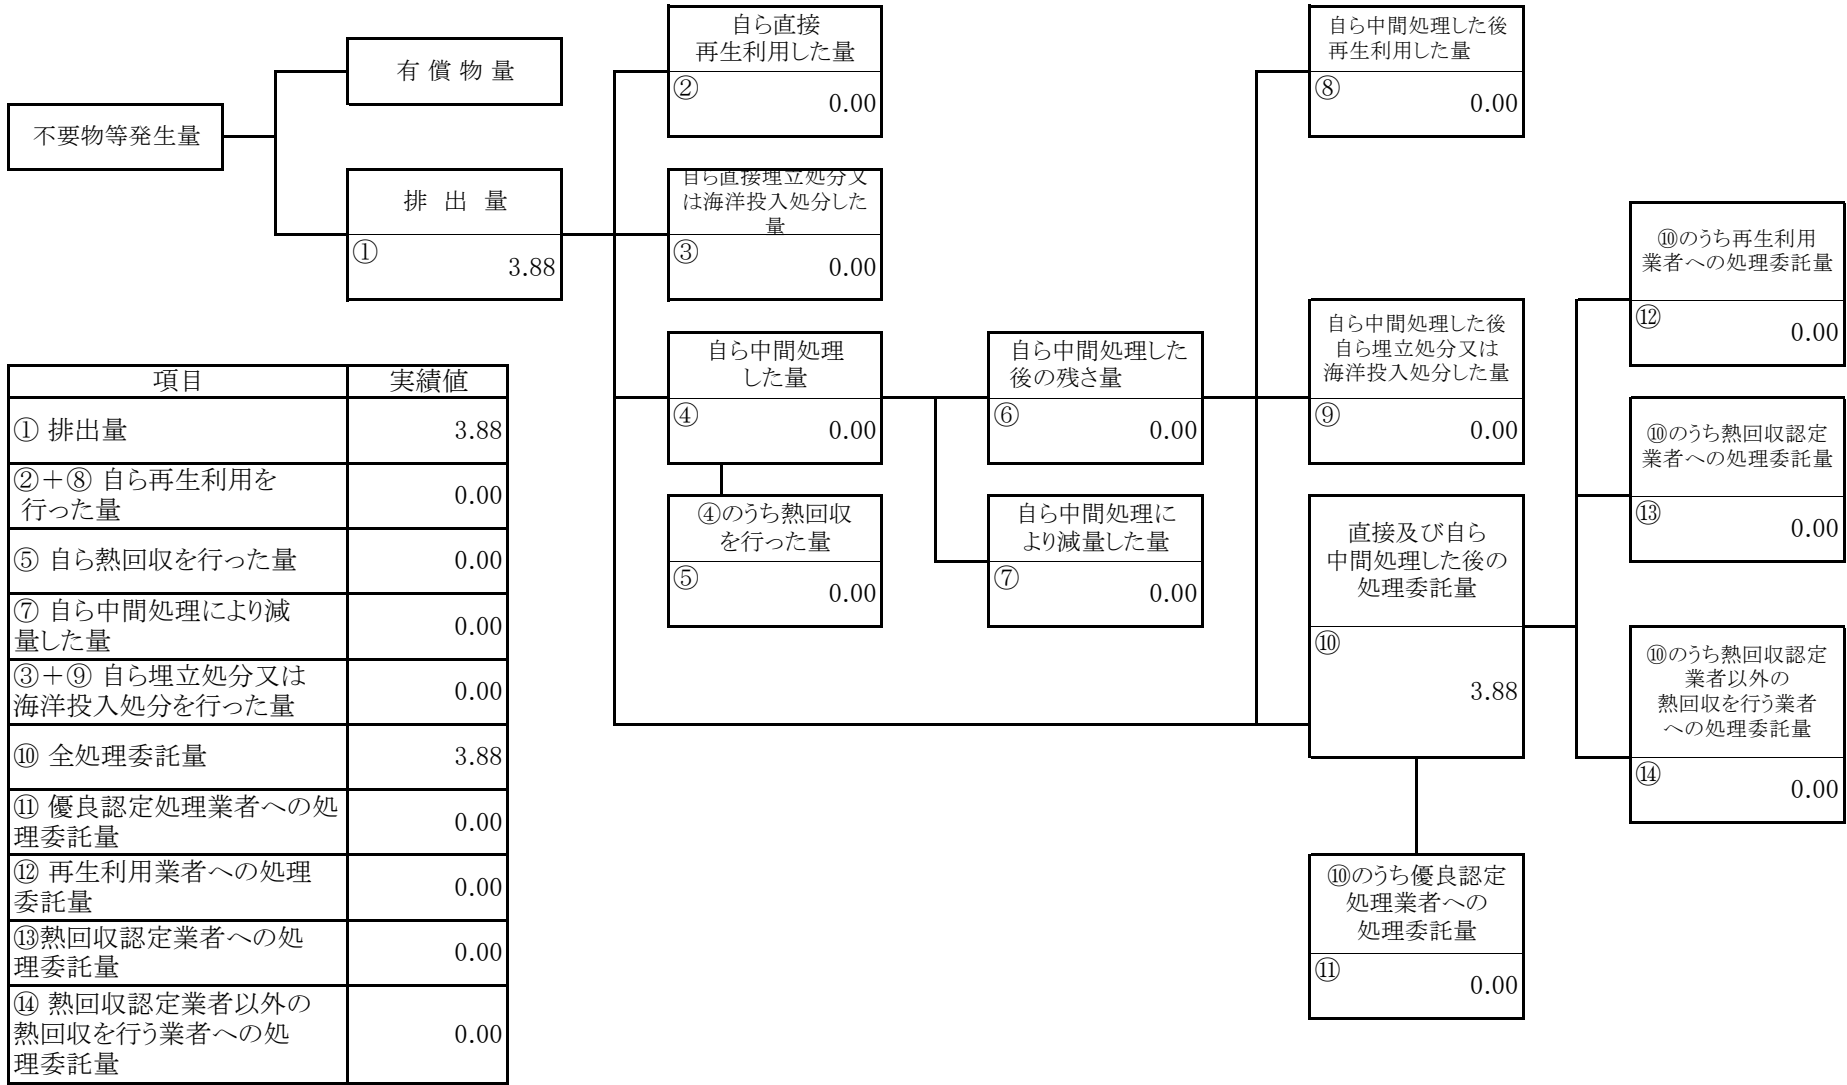 不要物等発生量
有 償 物 量
排 出 量
①
3.88
自ら直接
再生利用した量
②
0.00
自ら直接埋立処分又
は海洋投入処分した
量
③
0.00
自ら中間処理
した量
④
0.00
④のうち熱回収
を行った量
⑤
0.00
自ら中間処理した
後の残さ量
⑥
0.00
自ら中間処理に
より減量した量
⑦
0.00
自ら中間処理した後
再生利用した量
⑧
0.00
自ら中間処理した後
自ら埋立処分又は
海洋投入処分した量
⑨
0.00
直接及び自ら
中間処理した後の
処理委託量
⑩
3.88
⑩のうち優良認定
処理業者への
処理委託量
⑪
0.00
⑩のうち再生利用
業者への処理委託量
⑫
0.00
⑩のうち熱回収認定
業者への処理委託量
⑬
0.00
⑩のうち熱回収認定
業者以外の
熱回収を行う業者
への処理委託量
⑭
0.00
項目 実績値
① 排出量 3.88
②＋⑧ 自ら再生利用を
行った量 0.00
⑤ 自ら熱回収を行った量 0.00
⑦ 自ら中間処理により減
量した量 0.00
③＋⑨ 自ら埋立処分又は
海洋投入処分を行った量 0.00
⑩ 全処理委託量 3.88
⑪ 優良認定処理業者への処
理委託量 0.00
⑫ 再生利用業者への処理
委託量 0.00
⑬熱回収認定業者への処
理委託量 0.00
⑭ 熱回収認定業者以外の
熱回収を行う業者への処
理委託量 0.00